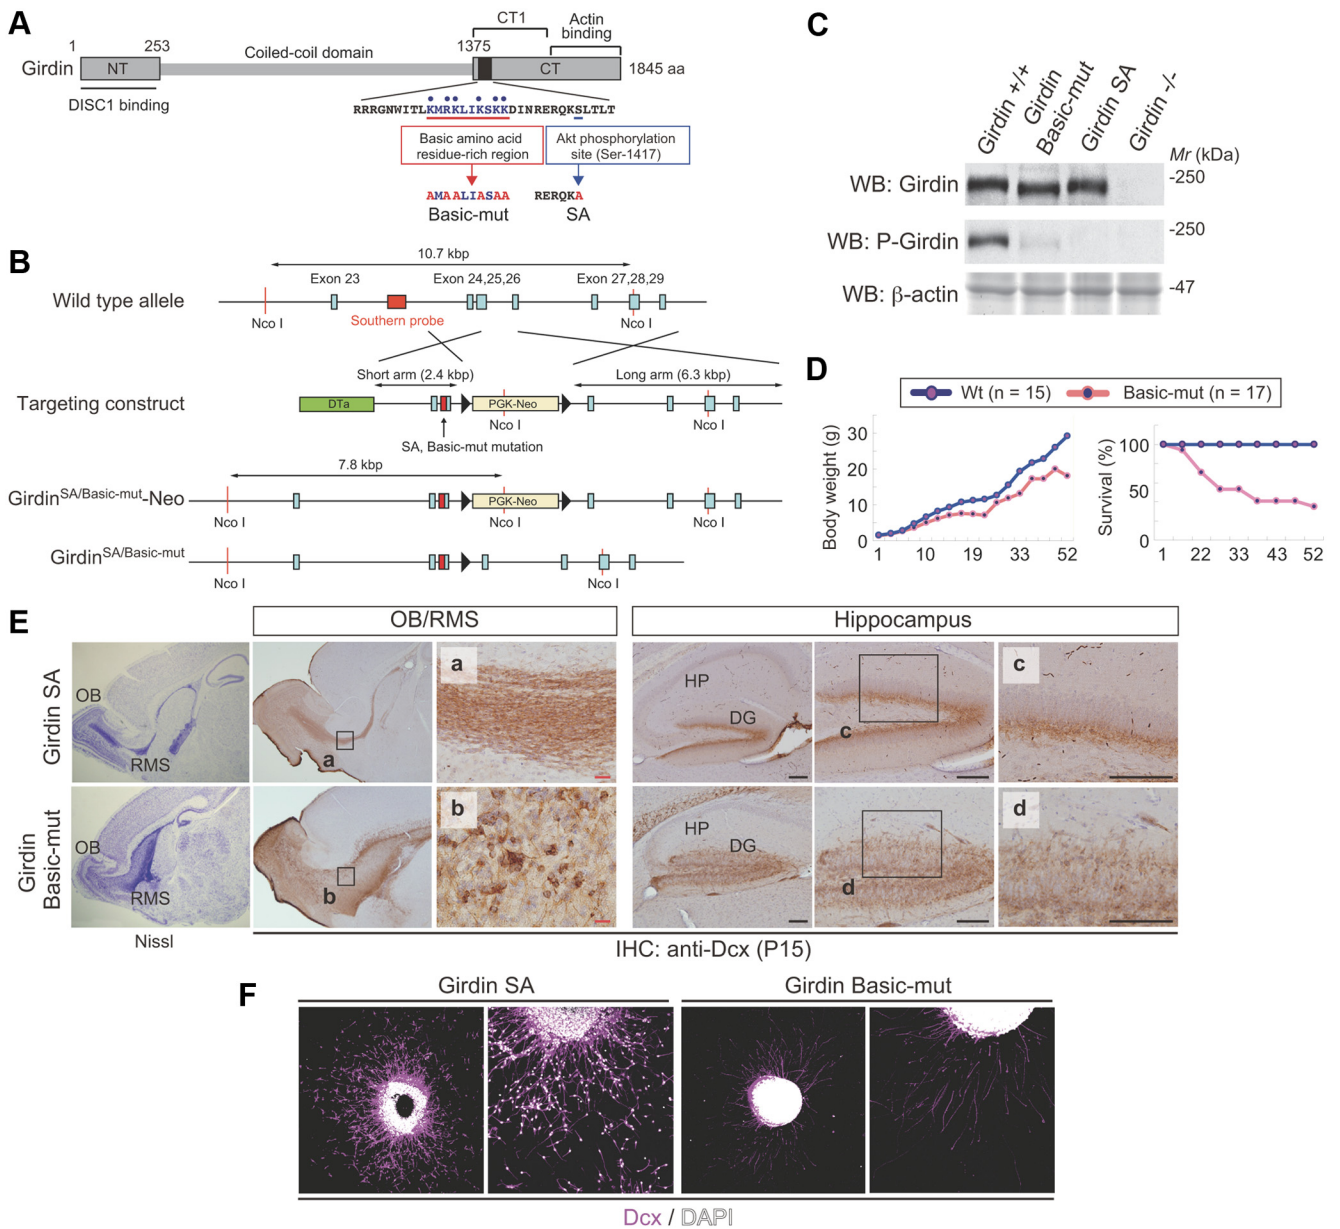 A
CT1
Actin
binding
1
253
Coiled-coil domain
1375
Girdin
NT
CT
1845 aa
DISC1 binding
RRRGNWITLKMRKLIKSKKDINRERQKSLTLT
Basic amino acid
residue-rich region
Akt phosphorylation
site (Ser-1417)
AMAALIASAA
RERQKA
Basic-mut
SA
B
10.7 kbp
Exon 23
Exon 24,25,26
Exon 27,28,29
Wild type allele
Nco I
Southern probe
Nco I
Short arm (2.4 kbp)
Long arm (6.3 kbp)
Targeting construct
DTa
PGK-Neo
Nco I
Nco I
SA, Basic-mut mutation
7.8 kbp
GirdinSA/Basic-mut-Neo
PGK-Neo
Nco I
Nco I
Nco I
GirdinSA/Basic-mut
Nco I
Nco I
C
Girdin +/+
Girdin
Basic-mut
Girdin SA
Girdin -/-
Mr (kDa)
WB: Girdin
-250
WB: P-Girdin
-250
WB: β-actin
-47
D
Wt (n = 15)
Basic-mut (n = 17)
Body weight (g)
30
20
10
0
1
10
19
33
52
Survival (%)
100
50
0
1
22
33
43
52
E
OB/RMS
Hippocampus
Girdin SA
OB
RMS
a
a
HP
DG
c
c
Girdin
Basic-mut
OB
RMS
b
b
HP
DG
d
d
Nissl
IHC: anti-Dcx (P15)
F
Girdin SA
Girdin Basic-mut
Dcx / DAPI